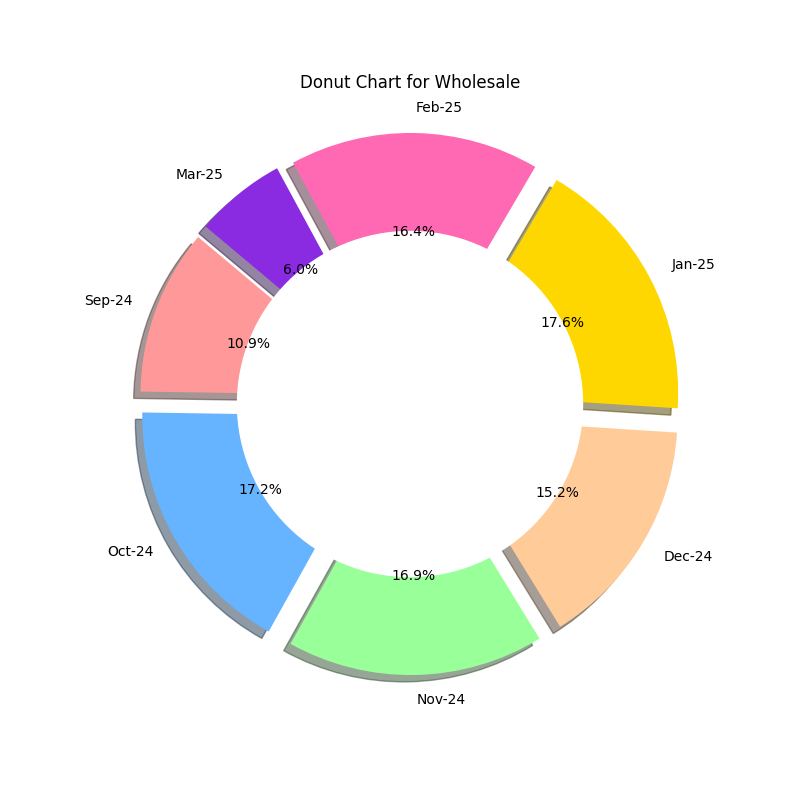 Donut Chart for Wholesale
Feb-25
Mar-25
16.4%
Jan-25
6.0%
Sep-24
17.6%
10.9%
17.2%
15.2%
Oct-24
Dec-24
16.9%
Nov-24